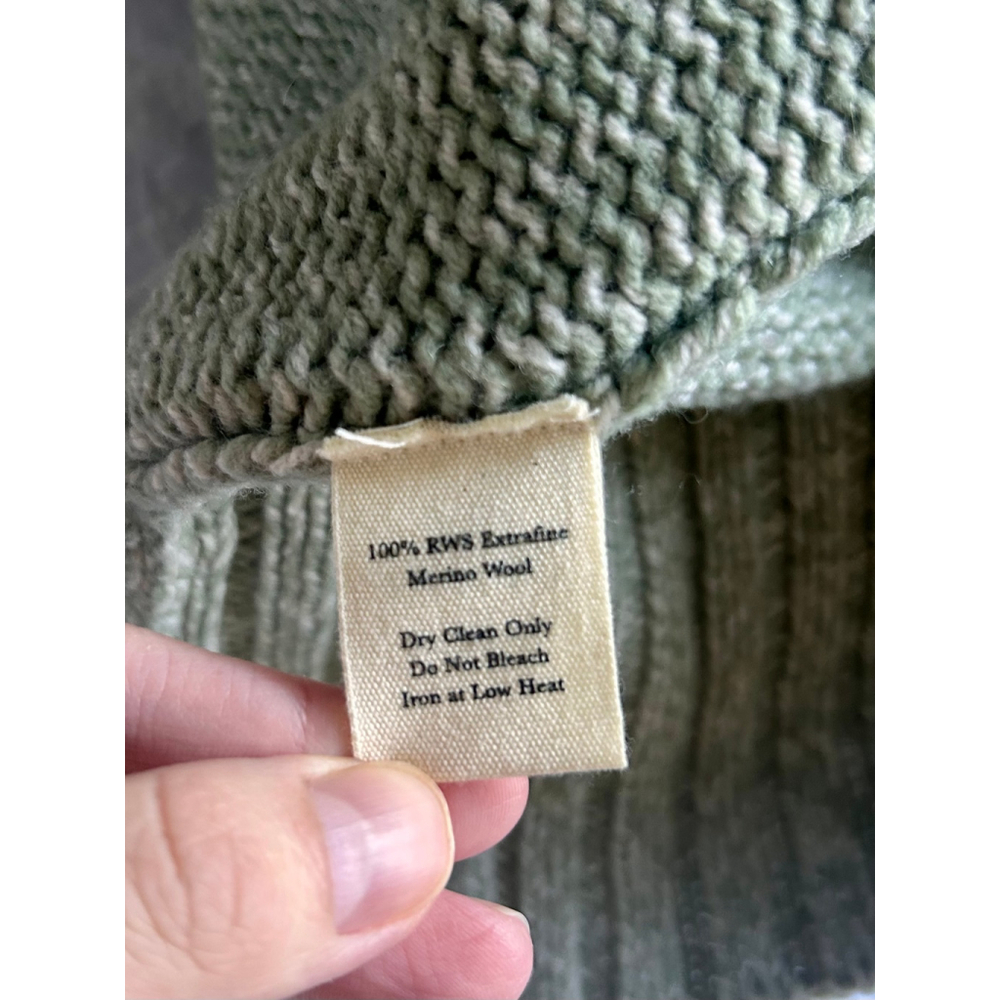 100% RWS Extrafine
Merino Wool
Dry Clean Only
Do Not Bleach
Iron at Low Heat